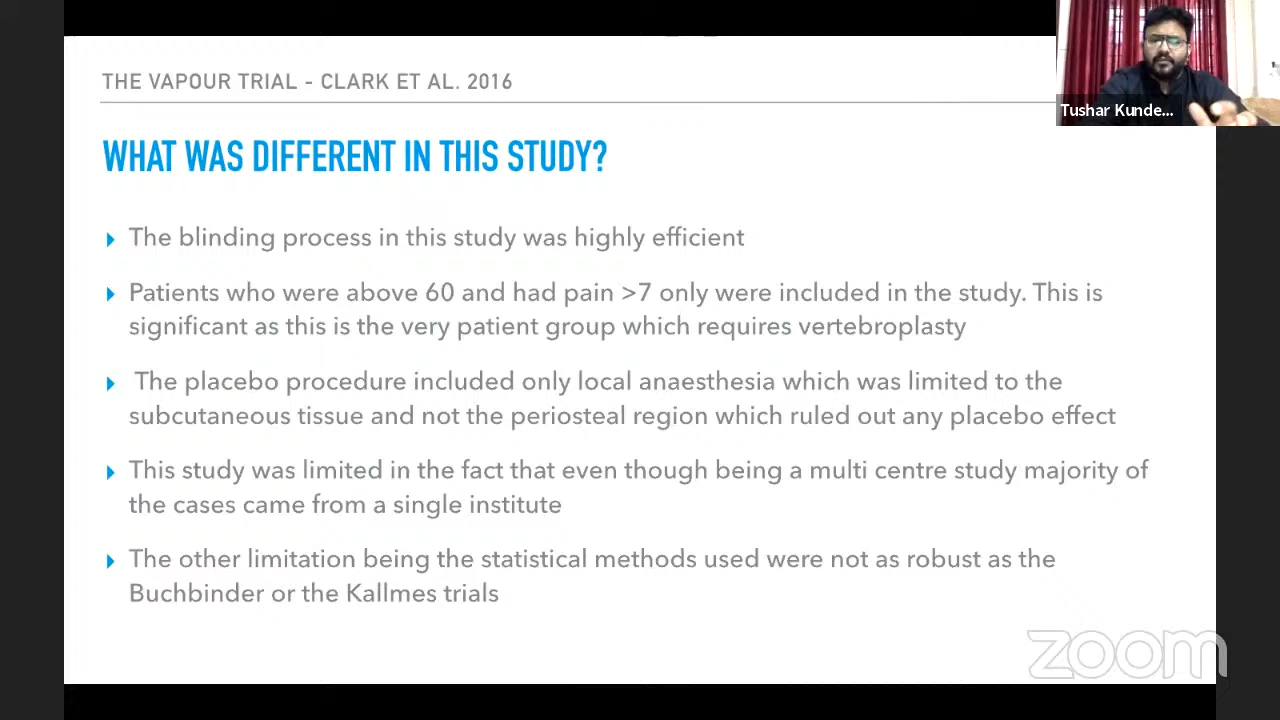 THE VAPOUR TRIAL - CLARK ET AL. 2016
Tushar Kunde...
WHAT WAS DIFFERENT IN THIS STUDY?
The blinding process in this study was highly efficient
Patients who were above 60 and had pain >7 only were included in the study. This is
significant as this is the very patient group which requires vertebroplasty
The placebo procedure included only local anaesthesia which was limited to the
subcutaneous tissue and not the periosteal region which ruled out any placebo effect
This study was limited in the fact that even though being a multi centre study majority of
the cases came from a single institute
The other limitation being the statistical methods used were not as robust as the
Buchbinder or the Kallmes trials
zoom